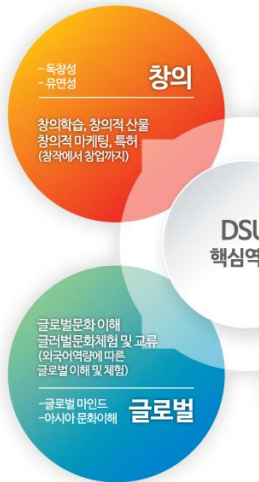 - 독창성
- 유연성
창의
창의학습, 창의적 산물
창의적 마케팅, 특허
(창작에서 창업까지)
DSU
핵심역
글로벌문화 이해
글러벌문화체험 및 교류
(외국어역량에 따른
글로벌 이해 및 체험)
-글로벌 마인드
-아시아 문화이해
글로벌